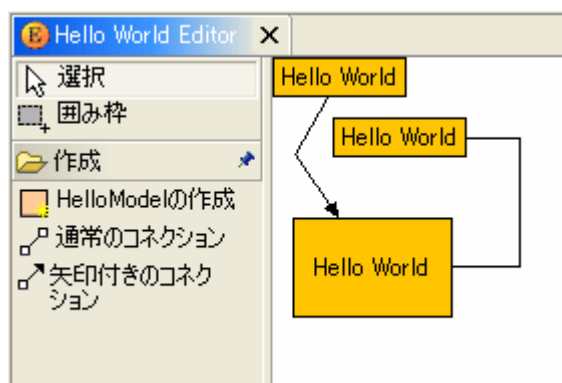 Hello World Editor
選択
囲み枠
作成
HelloModelの作成
通常のコネクション
矢印付きのコネク
ション
Hello World
Hello World
Hello World